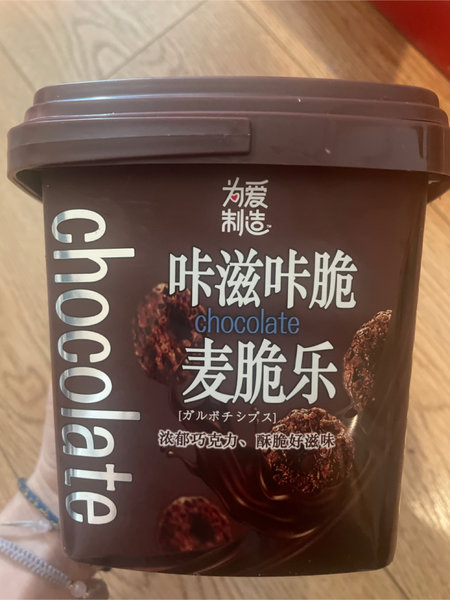 为爱
制造
chocolate
咔滋咔脆
chocolate
麦脆乐
[ガルボチシプス]
浓郁巧克力、酥脆好滋味